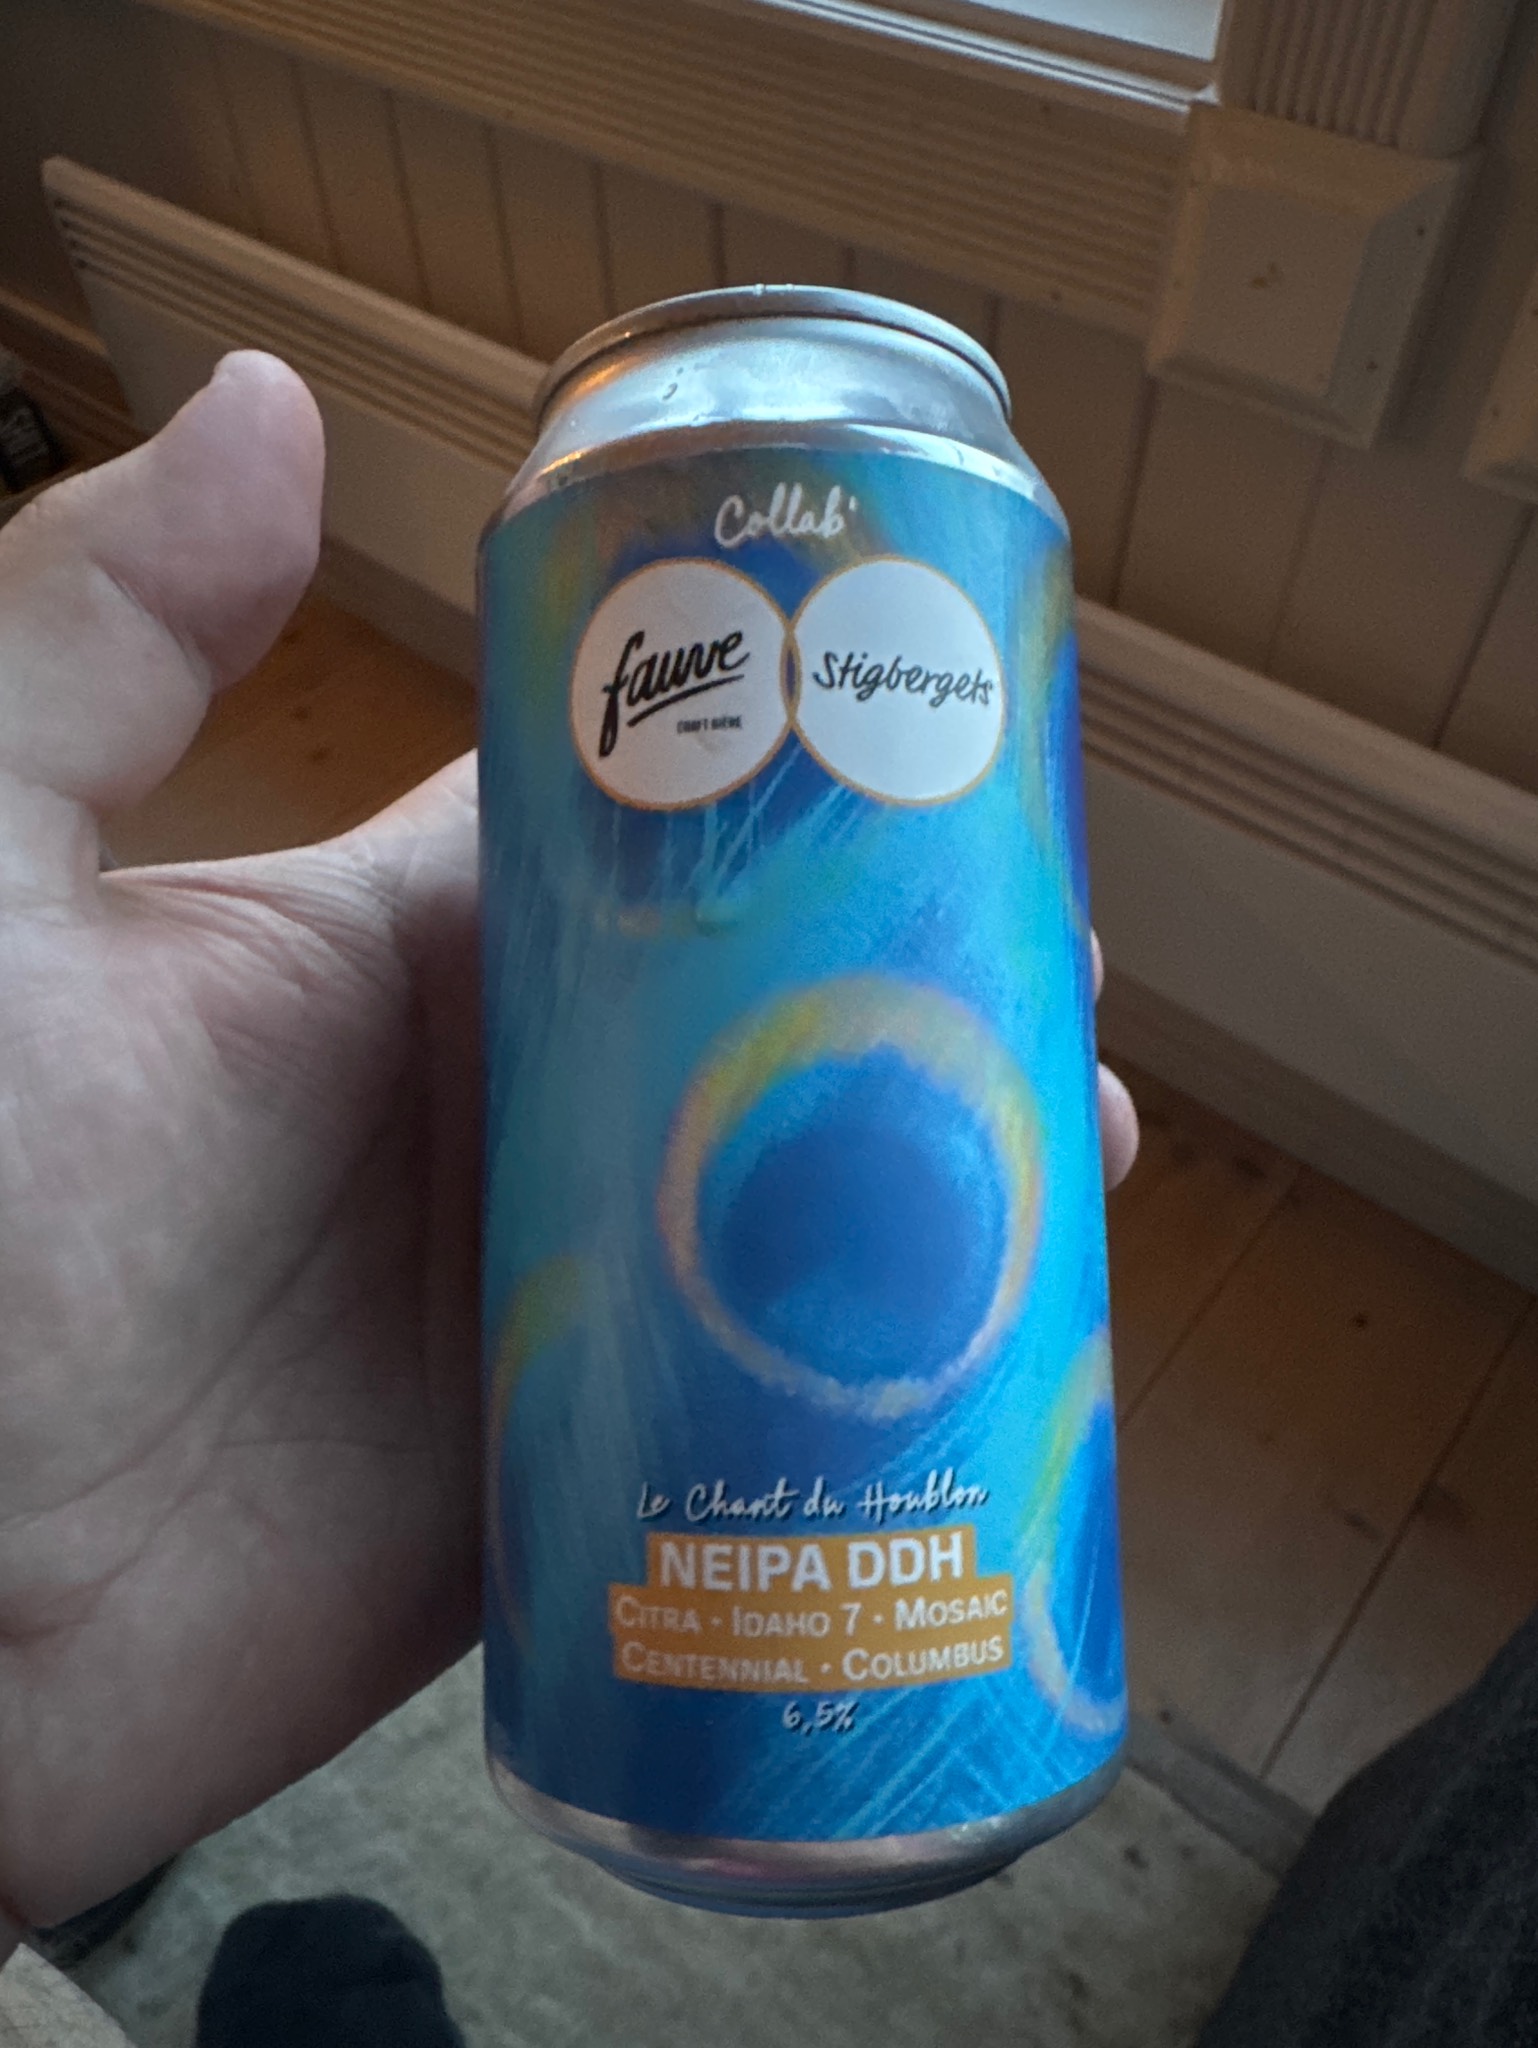 Collab'
fauve
CRAFT BIÈRE
Stigbergets
Le Chant du Houblon
NEIPA DDH
CITRA • IDAHO 7 • MOSAIC
CENTENNIAL • COLUMBUS
6,5%